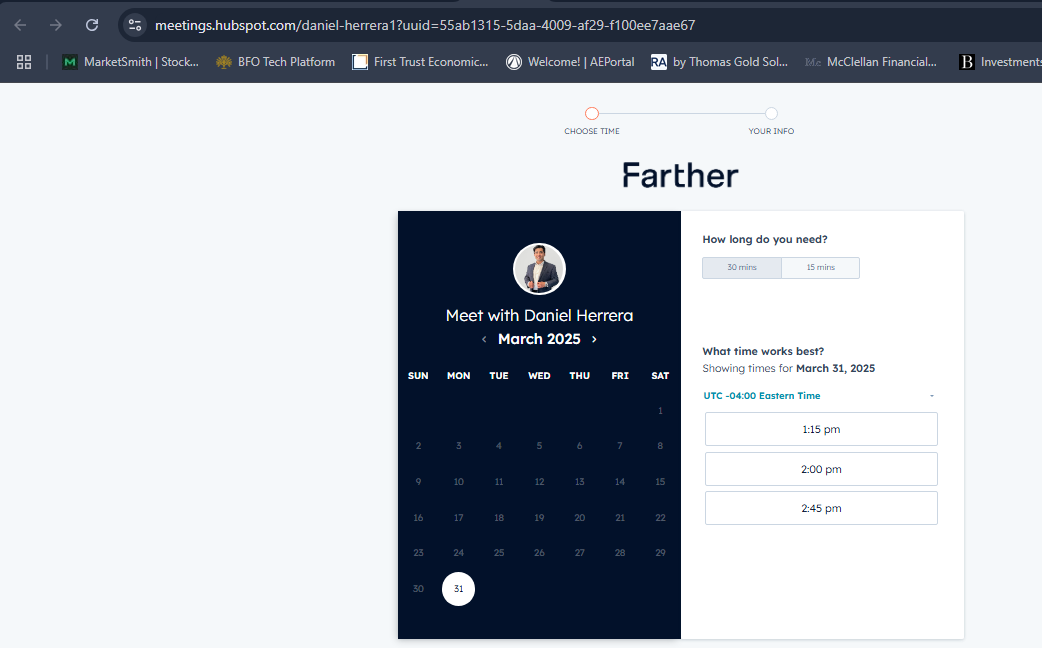 meetings.hubspot.com/daniel-herrera1?uuid=55ab1315-5daa-4009-af29-f100ee7aae67
M MarketSmith | Stock... BFO Tech Platform First Trust Economic... Welcome! | AEPortal RA by Thomas Gold Sol... Mc McClellan Financial... B Investments
CHOOSE TIME YOUR INFO
Farther
Meet with Daniel Herrera
March 2025
SUN MON TUE WED THU FRI SAT
1
2 3 4 5 6 7 8
9 10 11 12 13 14 15
16 17 18 19 20 21 22
23 24 25 26 27 28 29
30 31
How long do you need?
30 mins 15 mins
What time works best?
Showing times for March 31, 2025
UTC -04:00 Eastern Time
1:15 pm
2:00 pm
2:45 pm